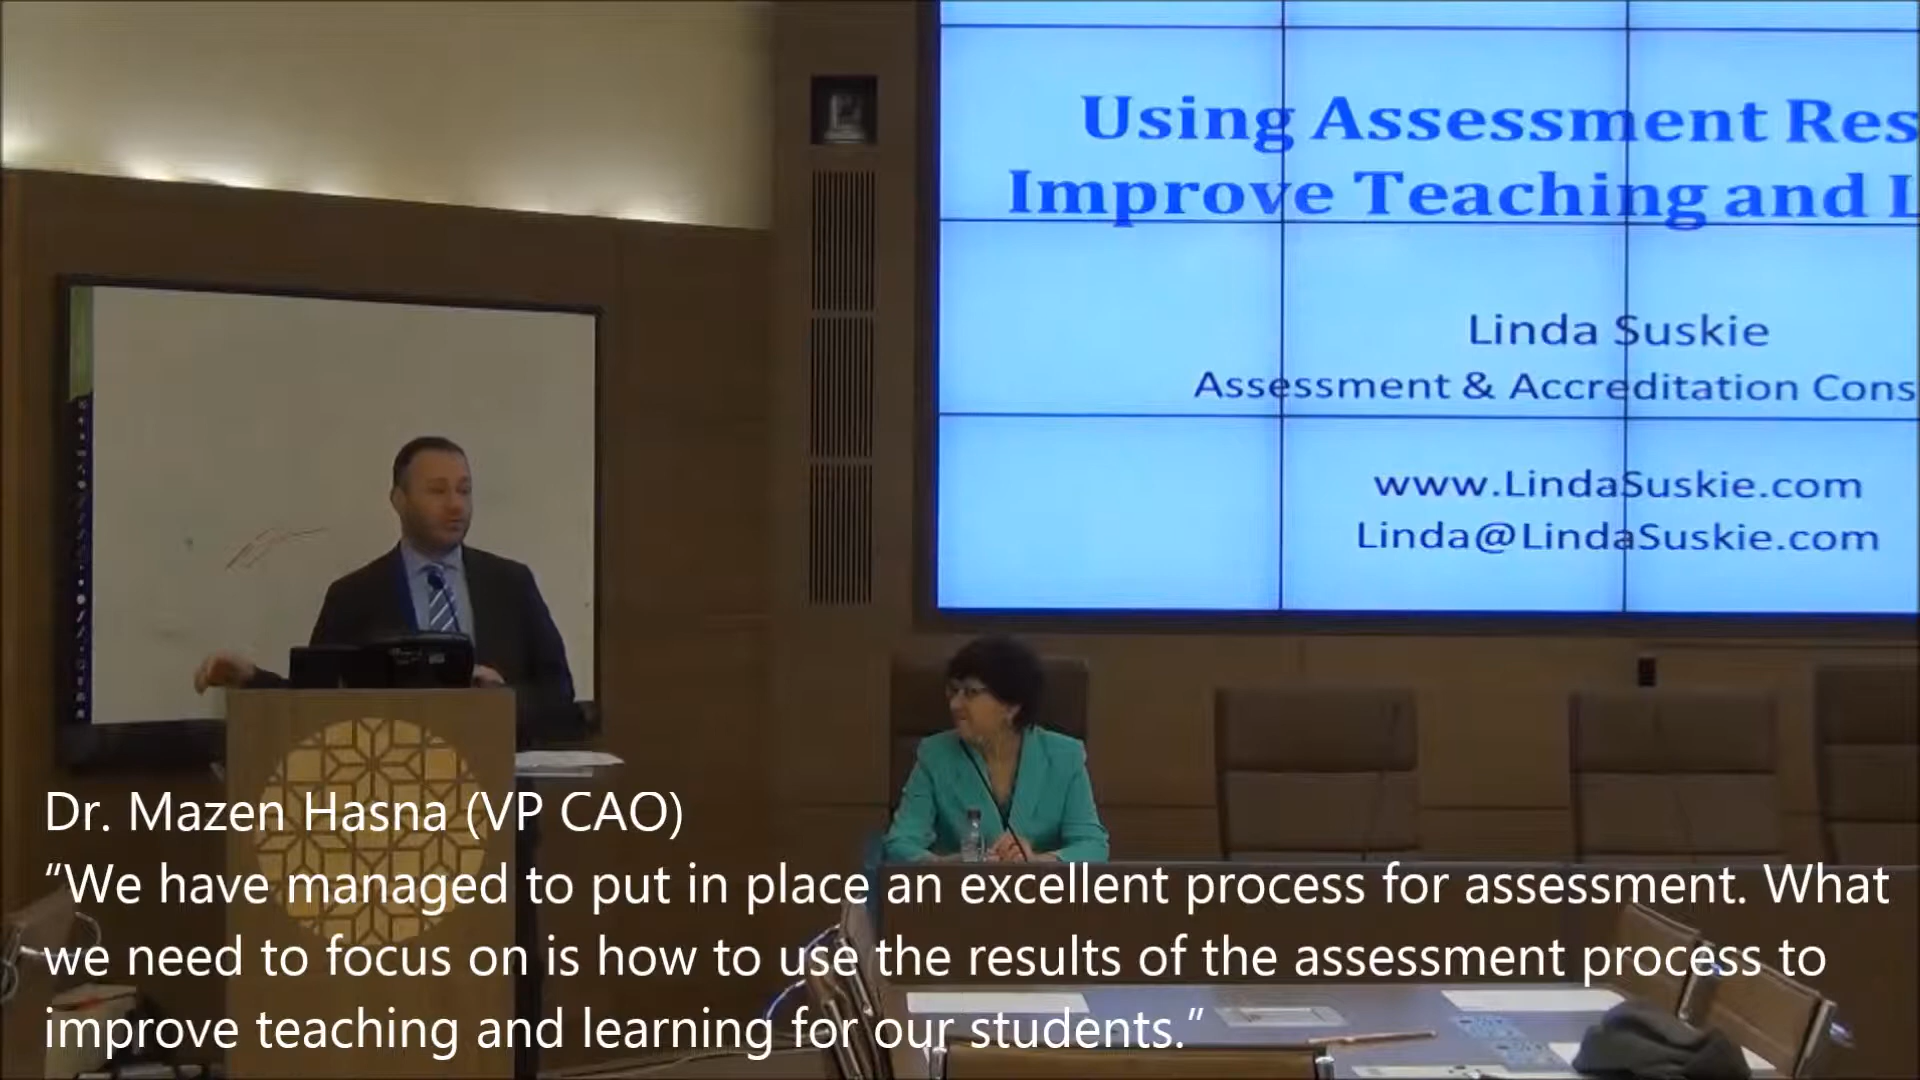 Using Assessment Res
Improve Teaching and L
Linda Suskie
Assessment & Accreditation Cons
www.LindaSuskie.com
Linda@LindaSuskie.com
Dr. Mazen Hasna (VP CAO)
“We have managed to put in place an excellent process for assessment. What
we need to focus on is how to use the results of the assessment process to
improve teaching and learning for our students.”